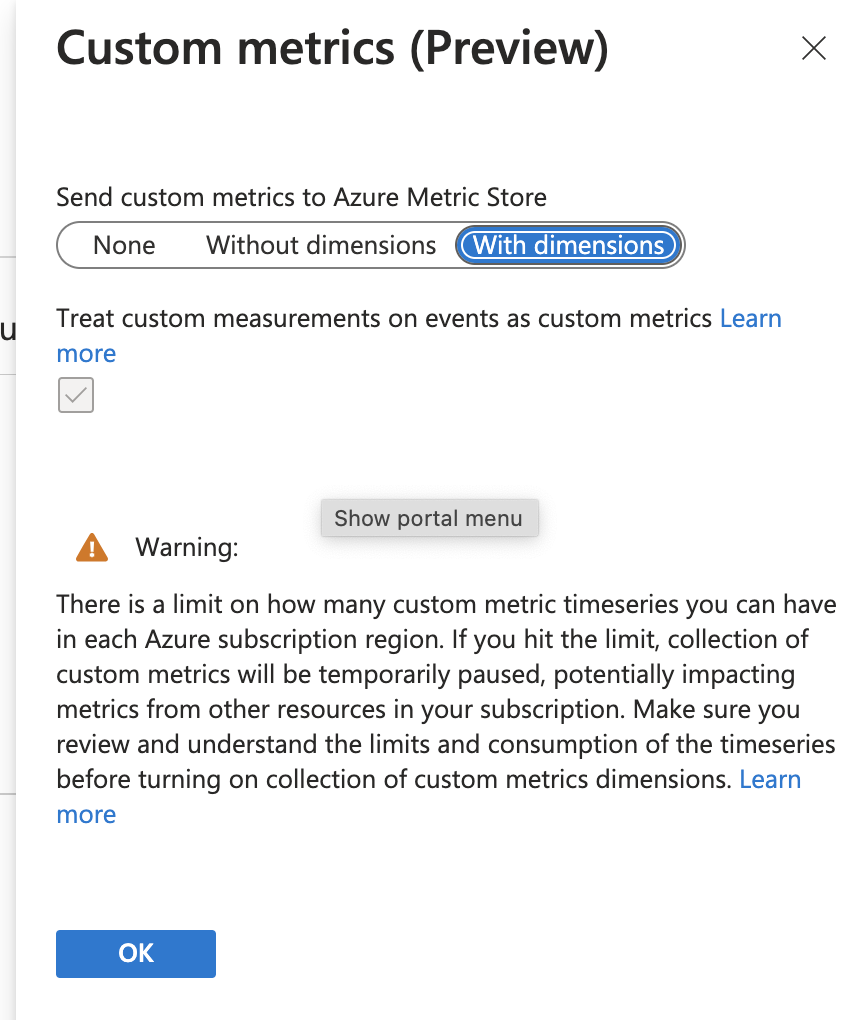 Custom metrics (Preview)
Send custom metrics to Azure Metric Store
None Without dimensions With dimensions
Treat custom measurements on events as custom metrics Learn
more
u
Show portal menu
Warning:
There is a limit on how many custom metric timeseries you can have
in each Azure subscription region. If you hit the limit, collection of
custom metrics will be temporarily paused, potentially impacting
metrics from other resources in your subscription. Make sure you
review and understand the limits and consumption of the timeseries
before turning on collection of custom metrics dimensions. Learn
more
OK